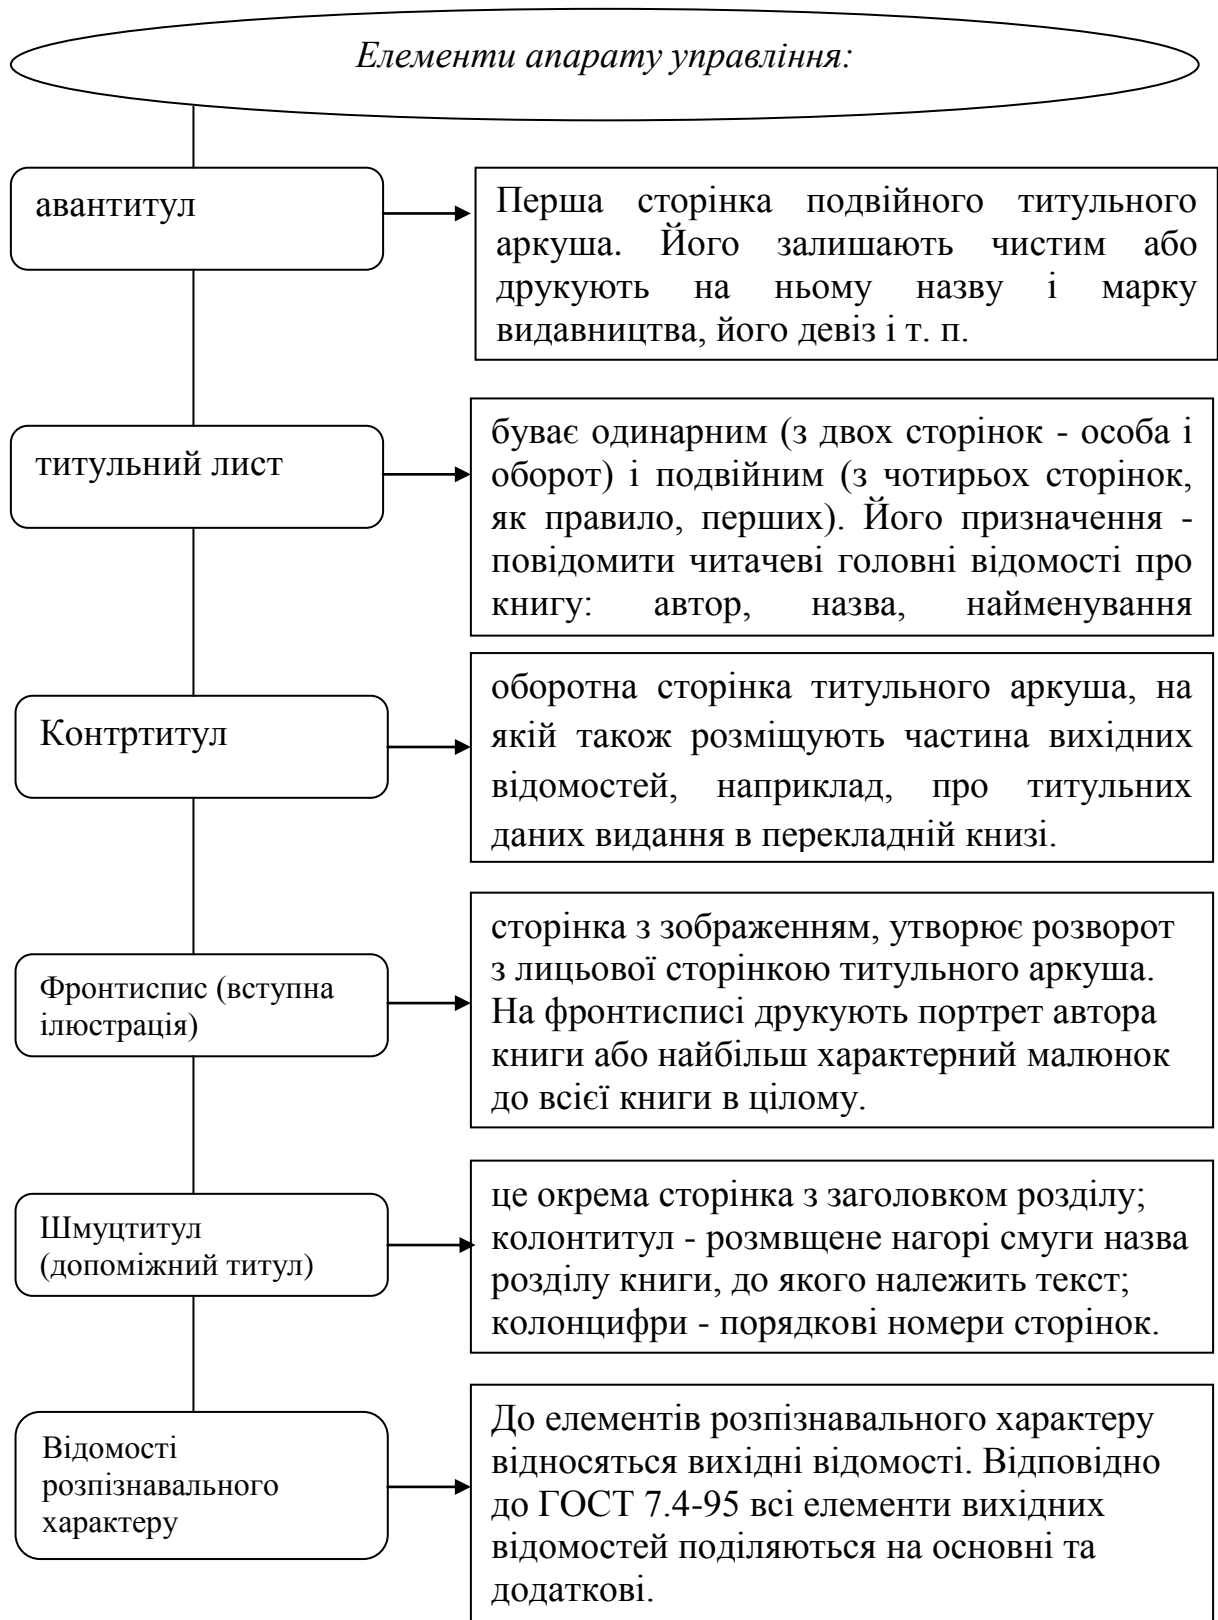 Елементи апарату управління:
авантитул
Перша сторінка подвійного титульного
аркуша. Його залишають чистим або
друкують на ньому назву і марку
видавництва, його девіз і т. п.
титульний лист
буває одинарним (з двох сторінок - особа і
оборот) і подвійним (з чотирьох сторінок,
як правило, перших). Його призначення -
повідомити читачеві головні відомості про
книгу: автор, назва, найменування
Контртитул
оборотна сторінка титульного аркуша, на
якій також розміщують частина вихідних
відомостей, наприклад, про титульних
даних видання в перекладній книзі.
Фронтиспис (вступна
ілюстрація)
сторінка з зображенням, утворює розворот
з лицьової сторінкою титульного аркуша.
На фронтисписі друкують портрет автора
книги або найбільш характерний малюнок
до всієї книги в цілому.
Шмуцтитул
(допоміжний титул)
це окрема сторінка з заголовком розділу;
колонтитул - розмвщене нагорі смуги назва
розділу книги, до якого належить текст;
колонцифри - порядкові номери сторінок.
Відомості
розпізнавального
характеру
До елементів розпізнавального характеру
відносяться вихідні відомості. Відповідно
до ГОСТ 7.4-95 всі елементи вихідних
відомостей поділяються на основні та
додаткові.